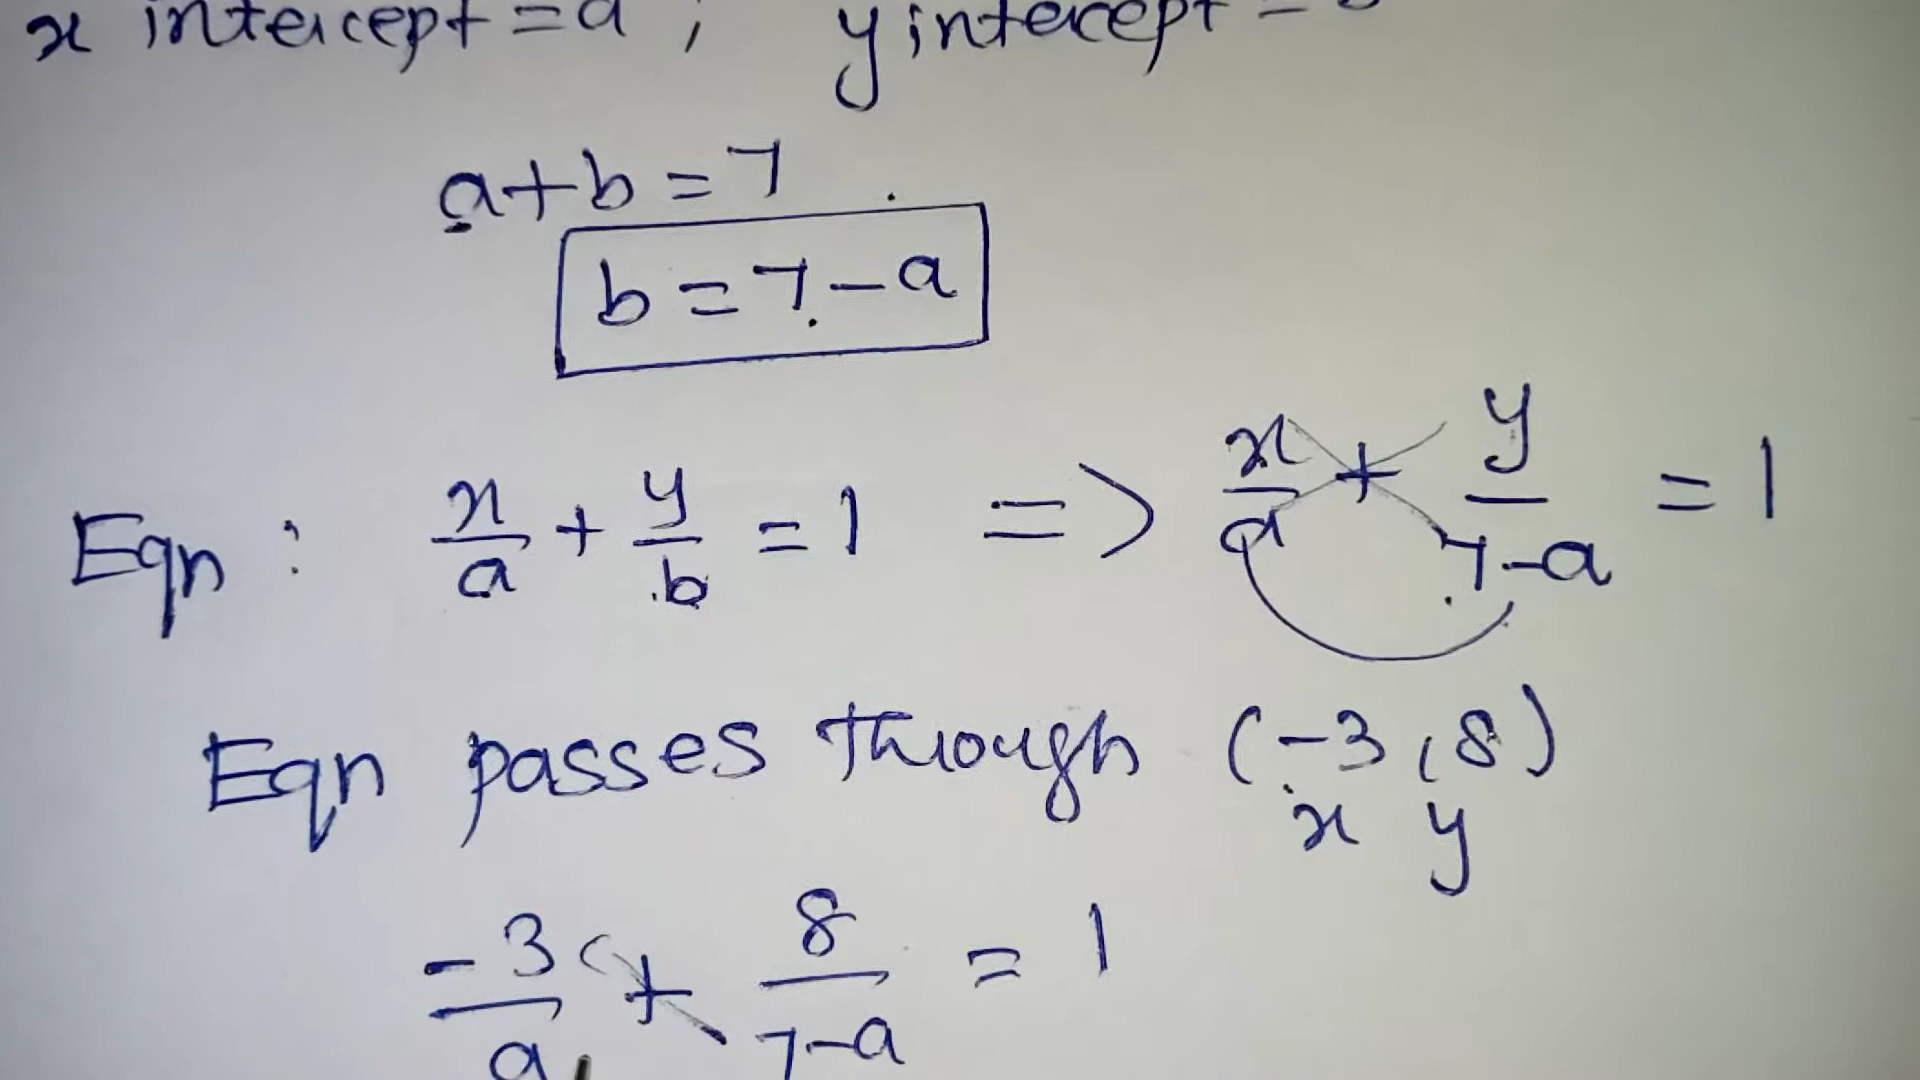 x intercept = a ; y intercept =
a+b=7
b=7-a
Eqn : x/a + y/b = 1 => x/a + y/7-a = 1
Eqn passes through (-3,8)
x y
-3/a + 8/7-a = 1